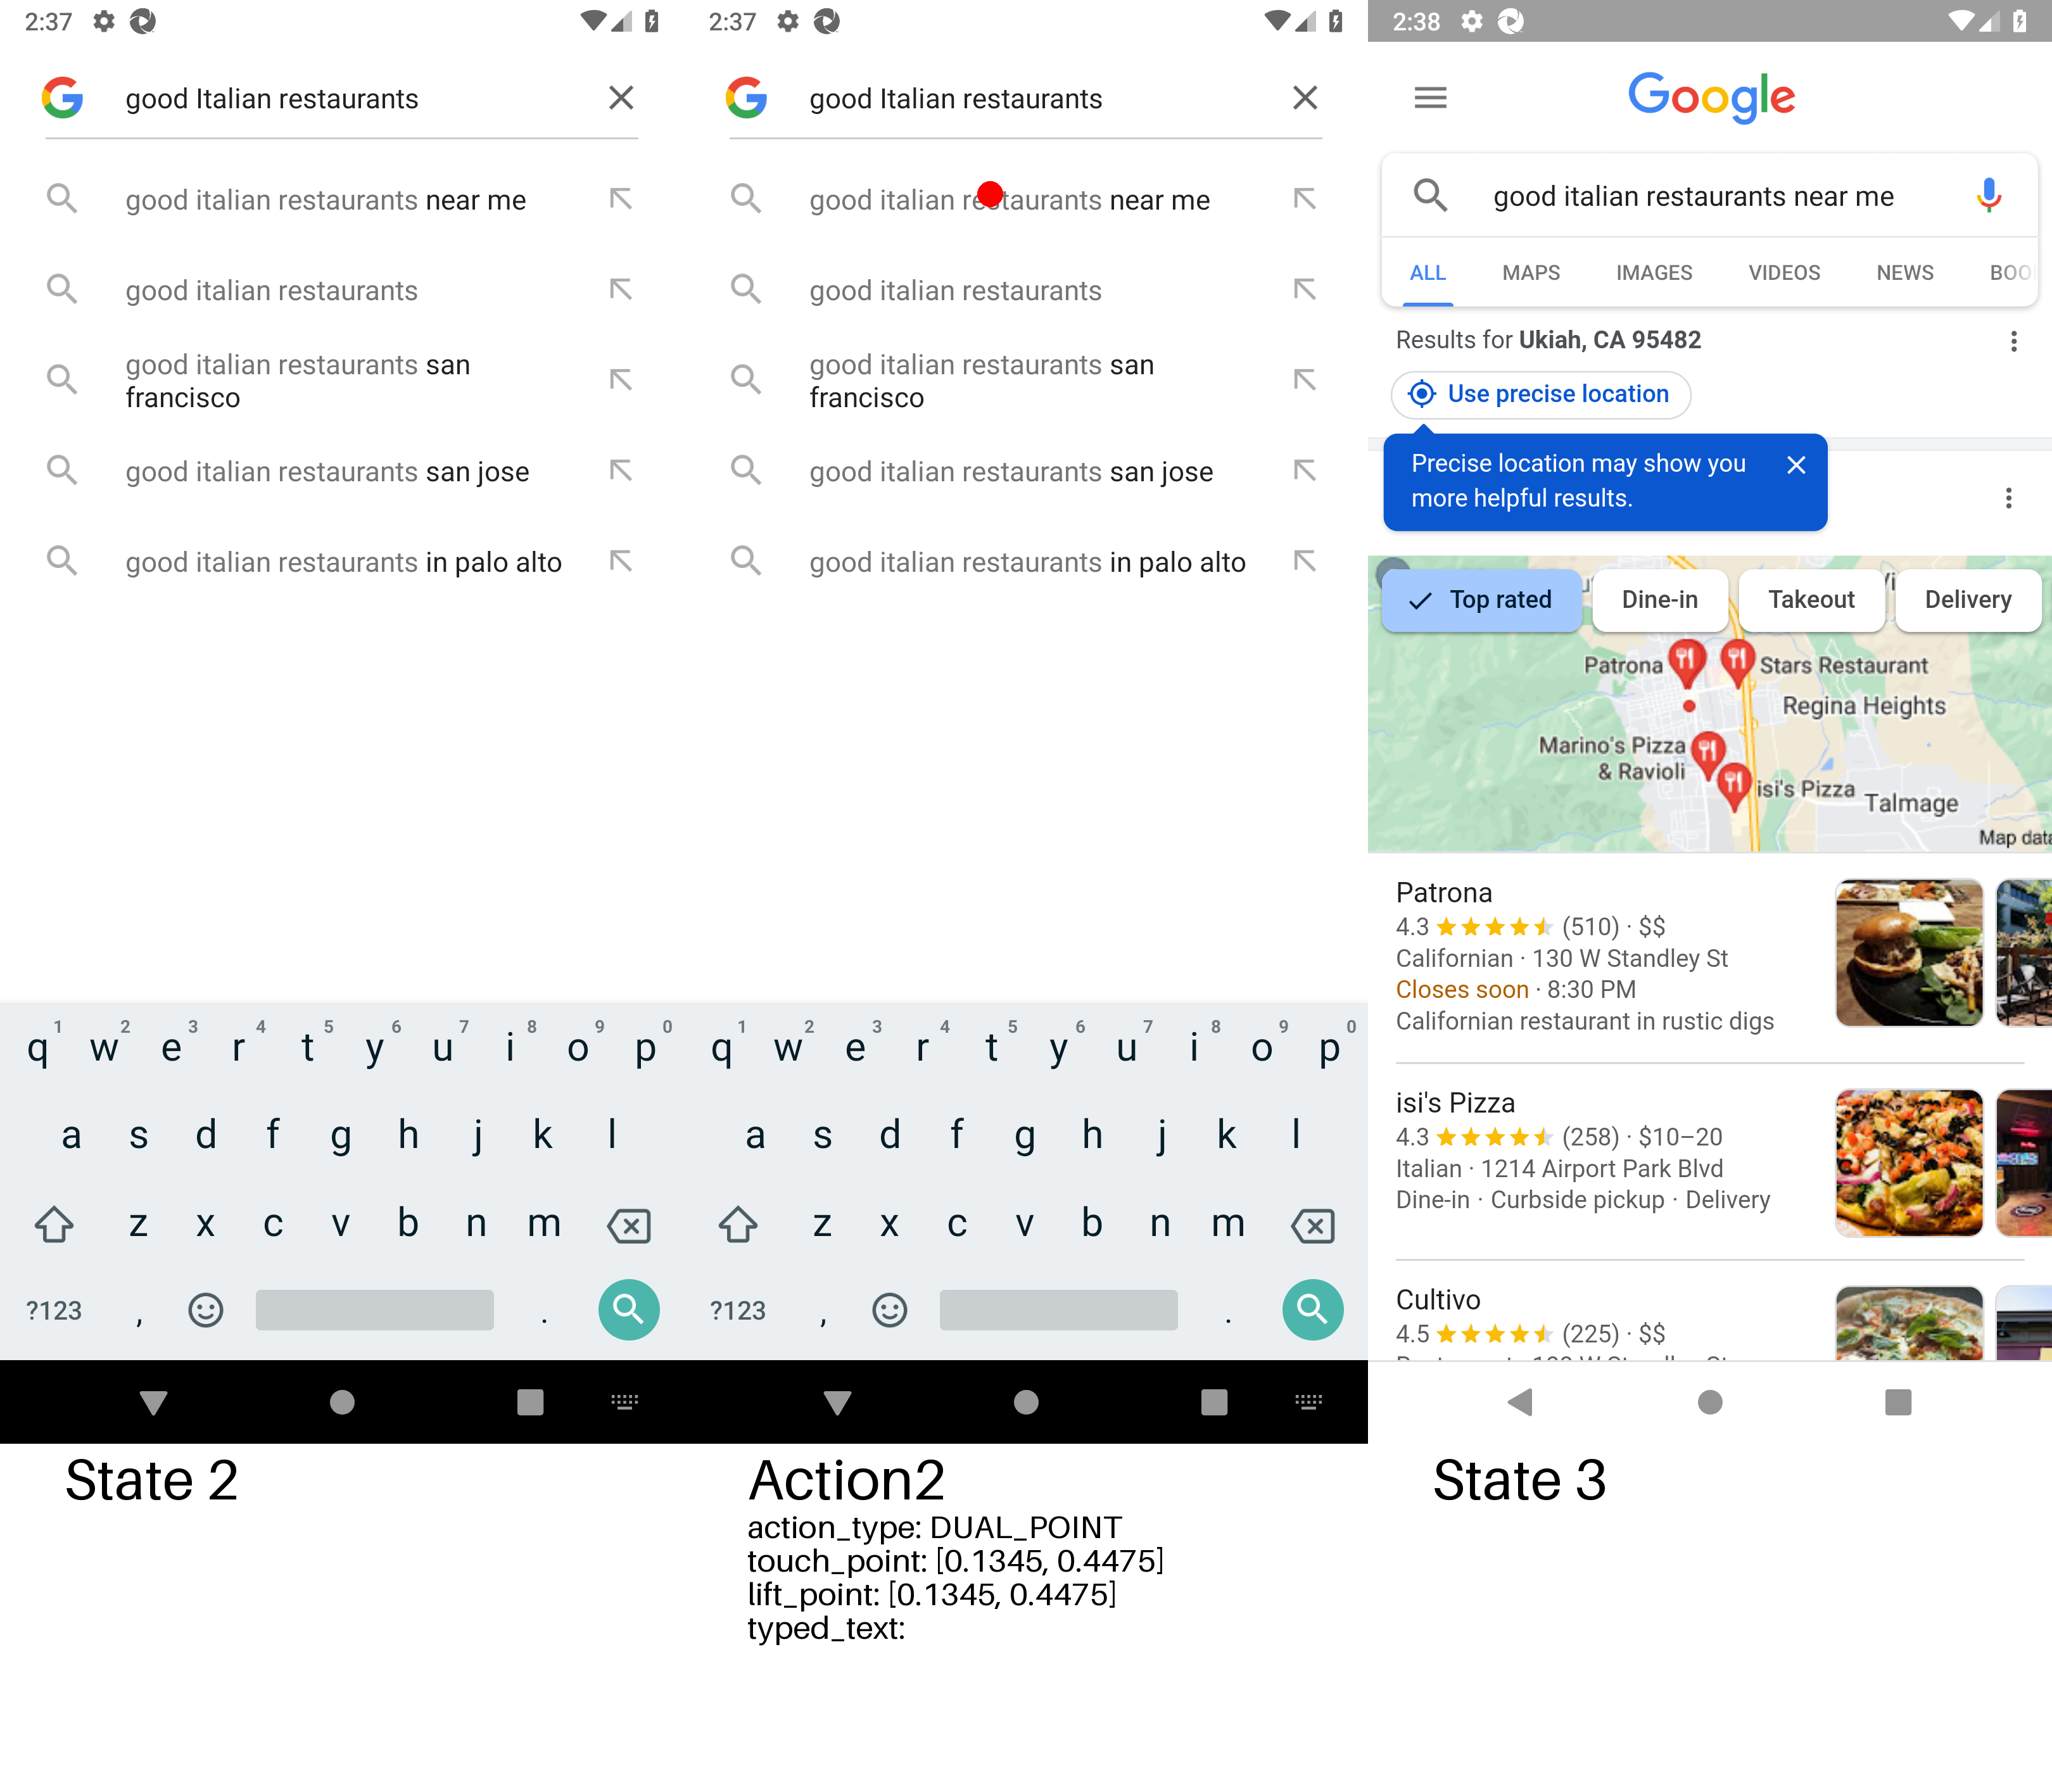 2:37
good Italian restaurants
good italian restaurants near me
good italian restaurants
good italian restaurants san
francisco
good italian restaurants san jose
good italian restaurants in palo alto
1 2 3 4 5 6 7 8 9 0
q w e r t y u i o p
a s d f g h j k l
z x c v b n m
?123 , .
State 2
2:37
good Italian restaurants
good italian restaurants near me
good italian restaurants
good italian restaurants san
francisco
good italian restaurants san jose
good italian restaurants in palo alto
1 2 3 4 5 6 7 8 9 0
q w e r t y u i o p
a s d f g h j k l
z x c v b n m
?123 , .
Action2
action_type: DUAL_POINT
touch_point: [0.1345, 0.4475]
lift_point: [0.1345, 0.4475]
typed_text:
2:38
Google
good italian restaurants near me
ALL MAPS IMAGES VIDEOS NEWS BOO
Results for Ukiah, CA 95482
Use precise location
Precise location may show you
more helpful results.
Top rated Dine-in Takeout Delivery
Patrona Stars Restaurant
Regina Heights
Marino's Pizza
& Ravioli
isi's Pizza Talmage
Map data
Patrona
4.3 (510) · $$
Californian · 130 W Standley St
Closes soon · 8:30 PM
Californian restaurant in rustic digs
isi's Pizza
4.3 (258) · $10–20
Italian · 1214 Airport Park Blvd
Dine-in · Curbside pickup · Delivery
Cultivo
4.5 (225) · $$
State 3